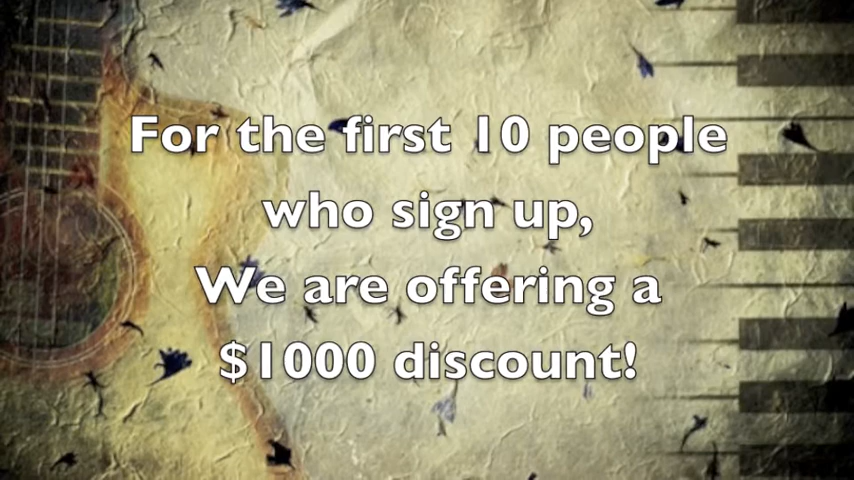 For the first 10 people
who sign up,
We are offering a
$1000 discount!